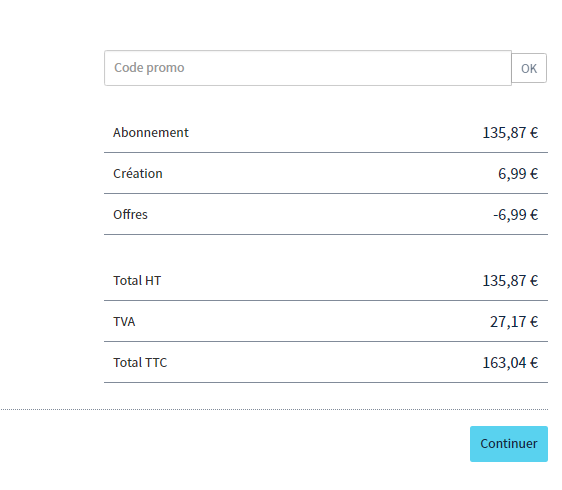 Code promo OK
Abonnement 135,87 €
Création 6,99 €
Offres -6,99 €
Total HT 135,87 €
TVA 27,17 €
Total TTC 163,04 €
Continuer